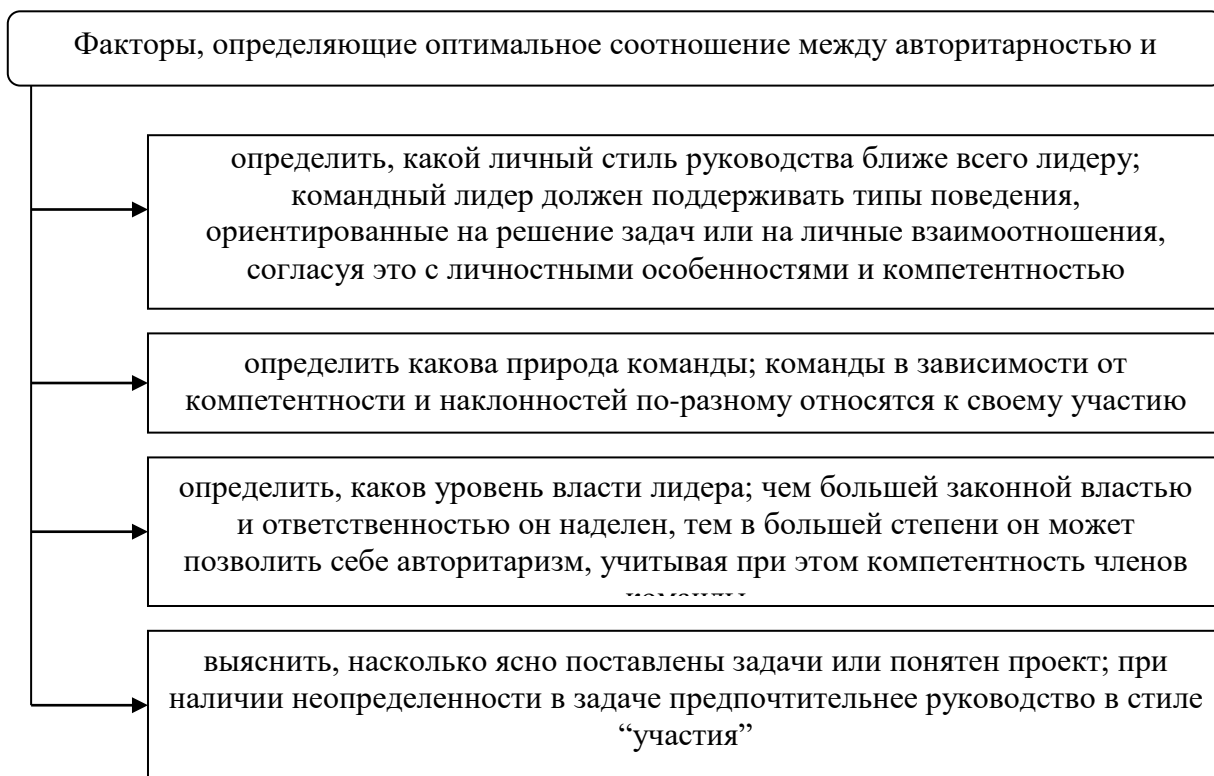 Факторы, определяющие оптимальное соотношение между авторитарностью и
определить, какой личный стиль руководства ближе всего лидеру;
командный лидер должен поддерживать типы поведения,
ориентированные на решение задач или на личные взаимоотношения,
согласуя это с личностными особенностями и компетентностью
определить какова природа команды; команды в зависимости от
компетентности и наклонностей по-разному относятся к своему участию
определить, каков уровень власти лидера; чем большей законной властью
и ответственностью он наделен, тем в большей степени он может
позволить себе авторитаризм, учитывая при этом компетентность членов
команды
выяснить, насколько ясно поставлены задачи или понятен проект; при
наличии неопределенности в задаче предпочтительнее руководство в стиле
“участия”